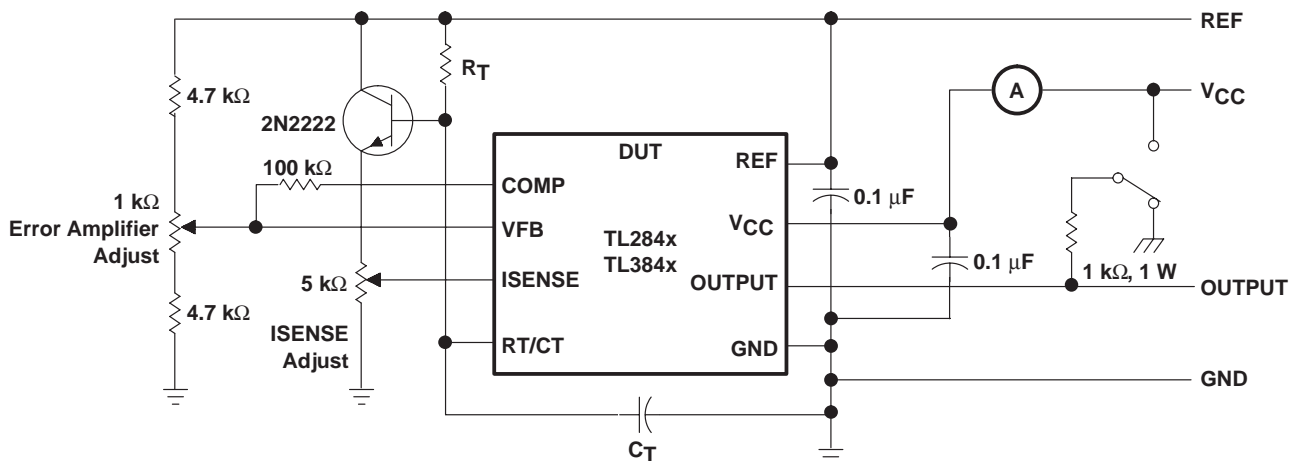 REF
RT
A
VCC
4.7 kΩ
2N2222
DUT
REF
100 kΩ
COMP
0.1 μF
1 kΩ
Error Amplifier
Adjust
VFB
VCC
TL284x
TL384x
0.1 μF
5 kΩ
ISENSE
OUTPUT
1 kΩ, 1 W
OUTPUT
4.7 kΩ
ISENSE
Adjust
RT/CT
GND
GND
CT